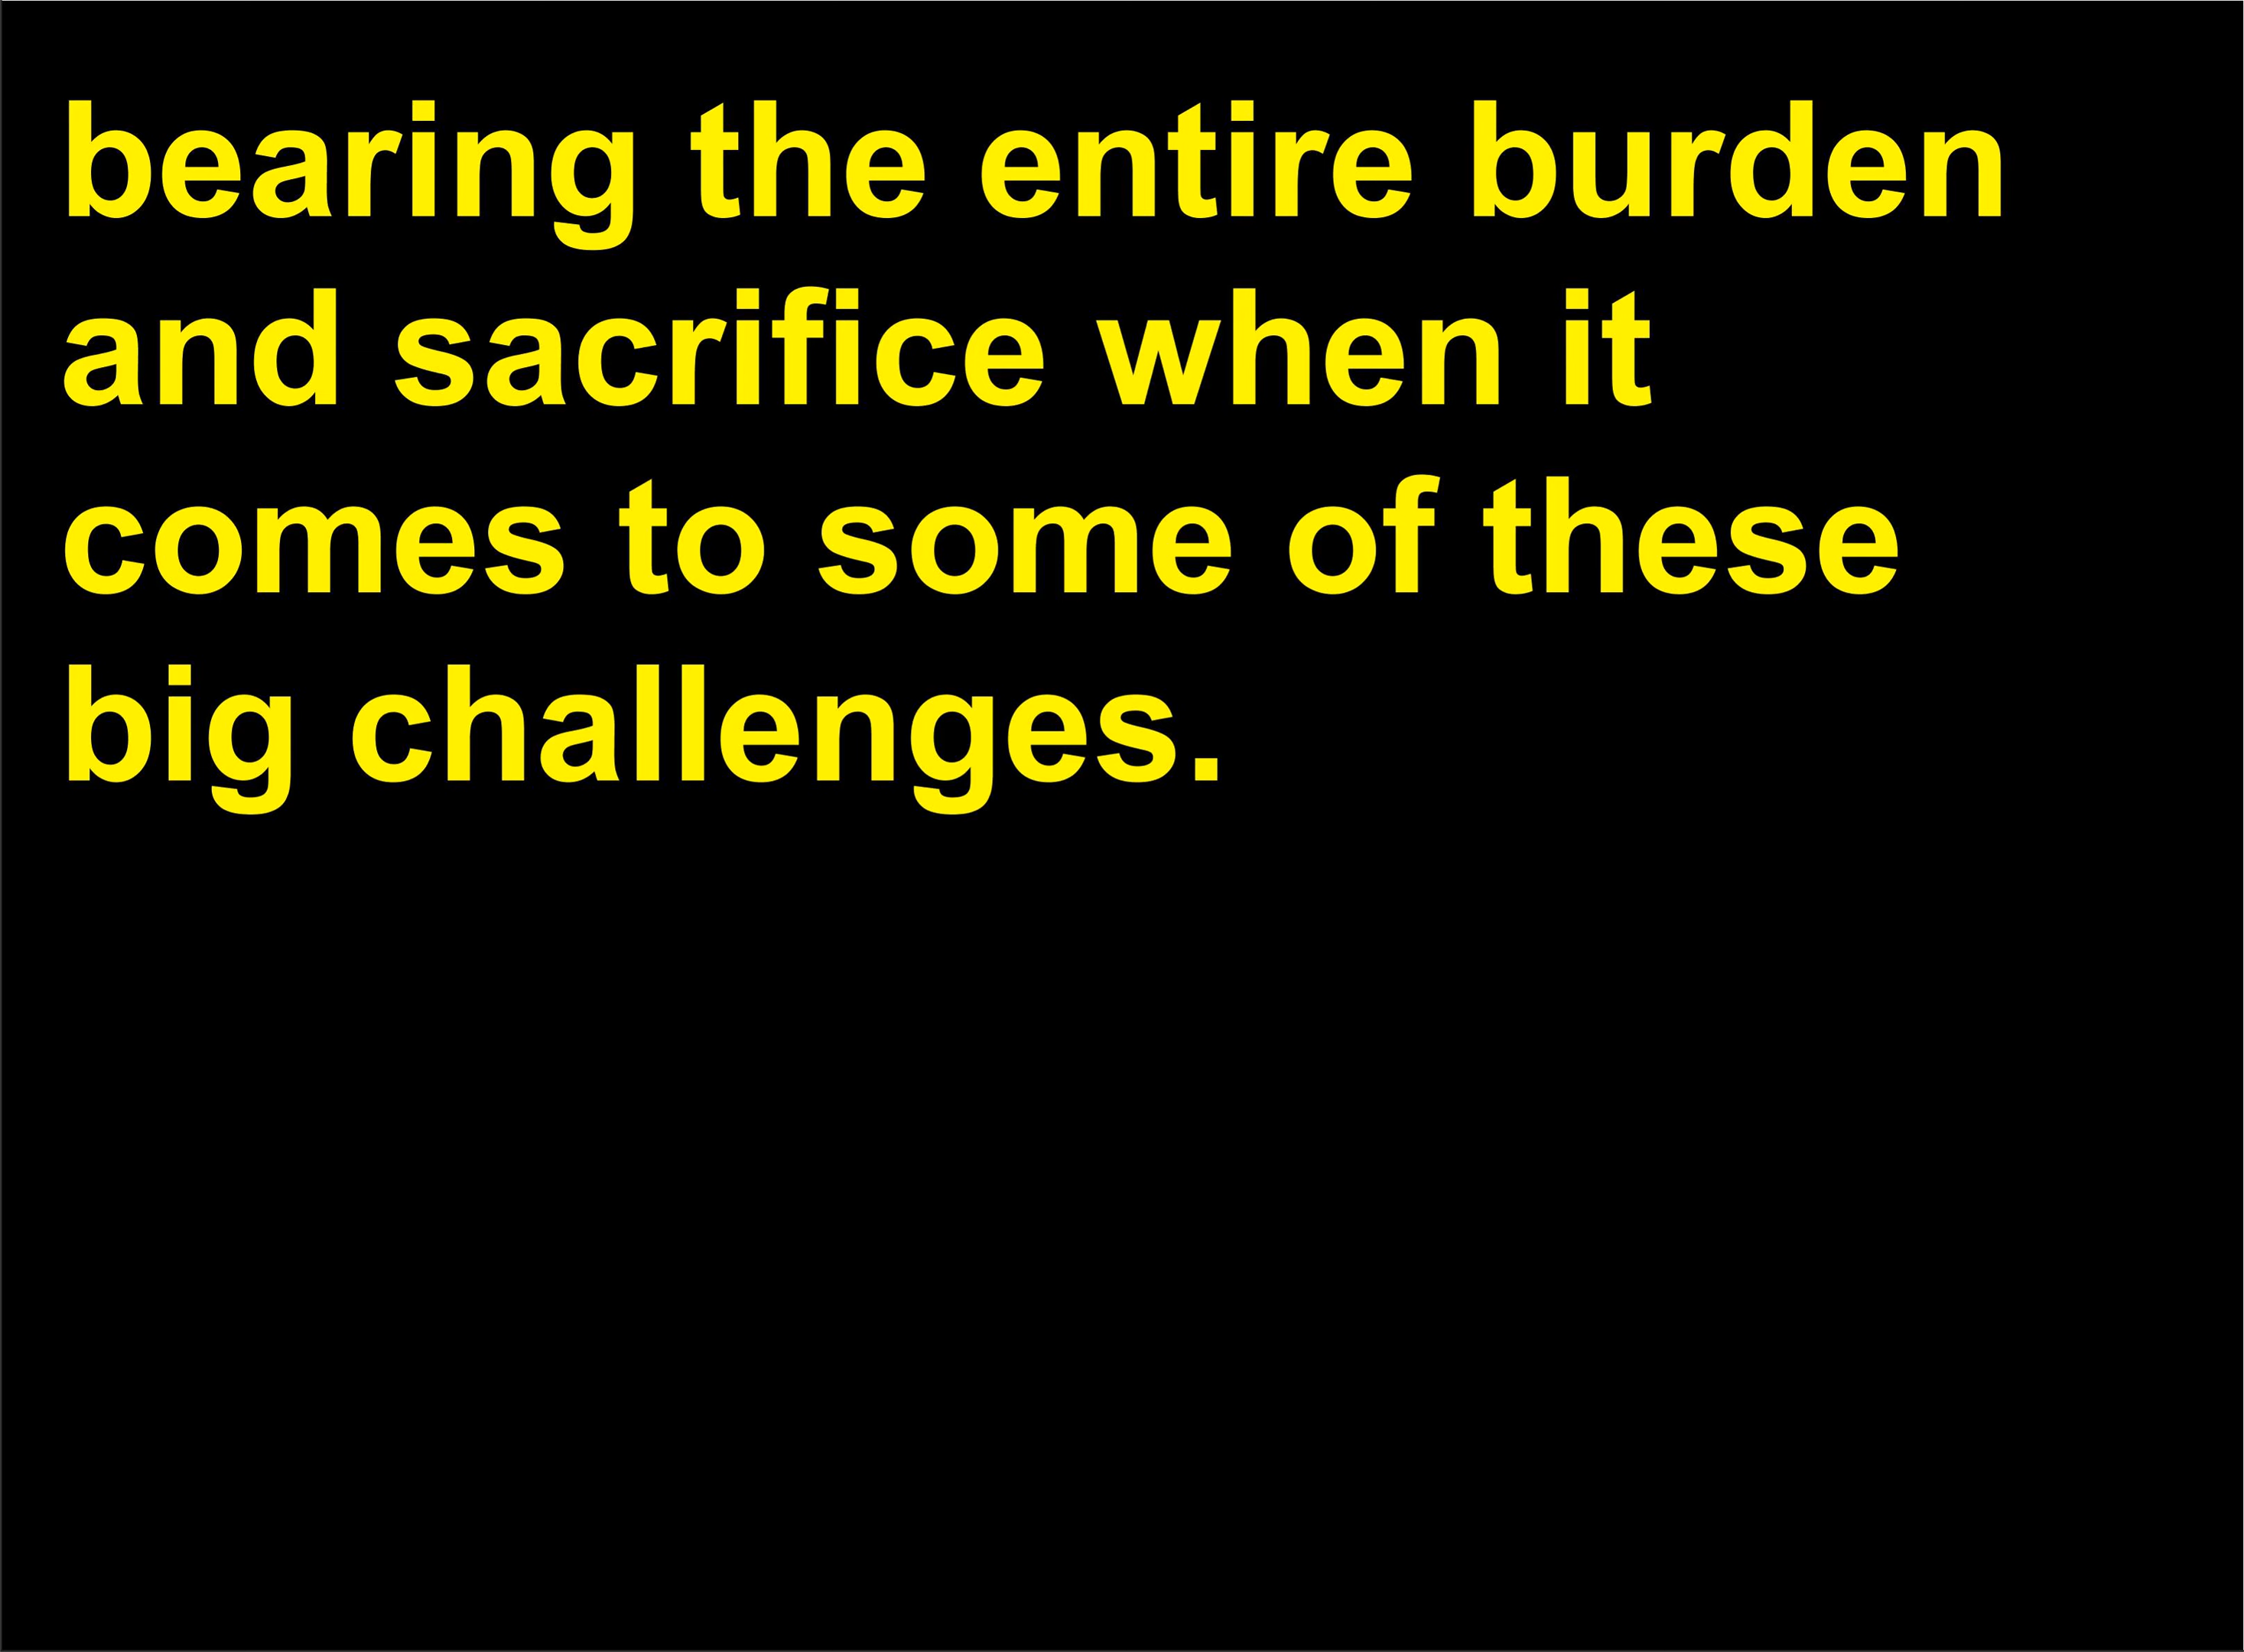 bearing the entire burden
and sacrifice when it
comes to some of these
big challenges.